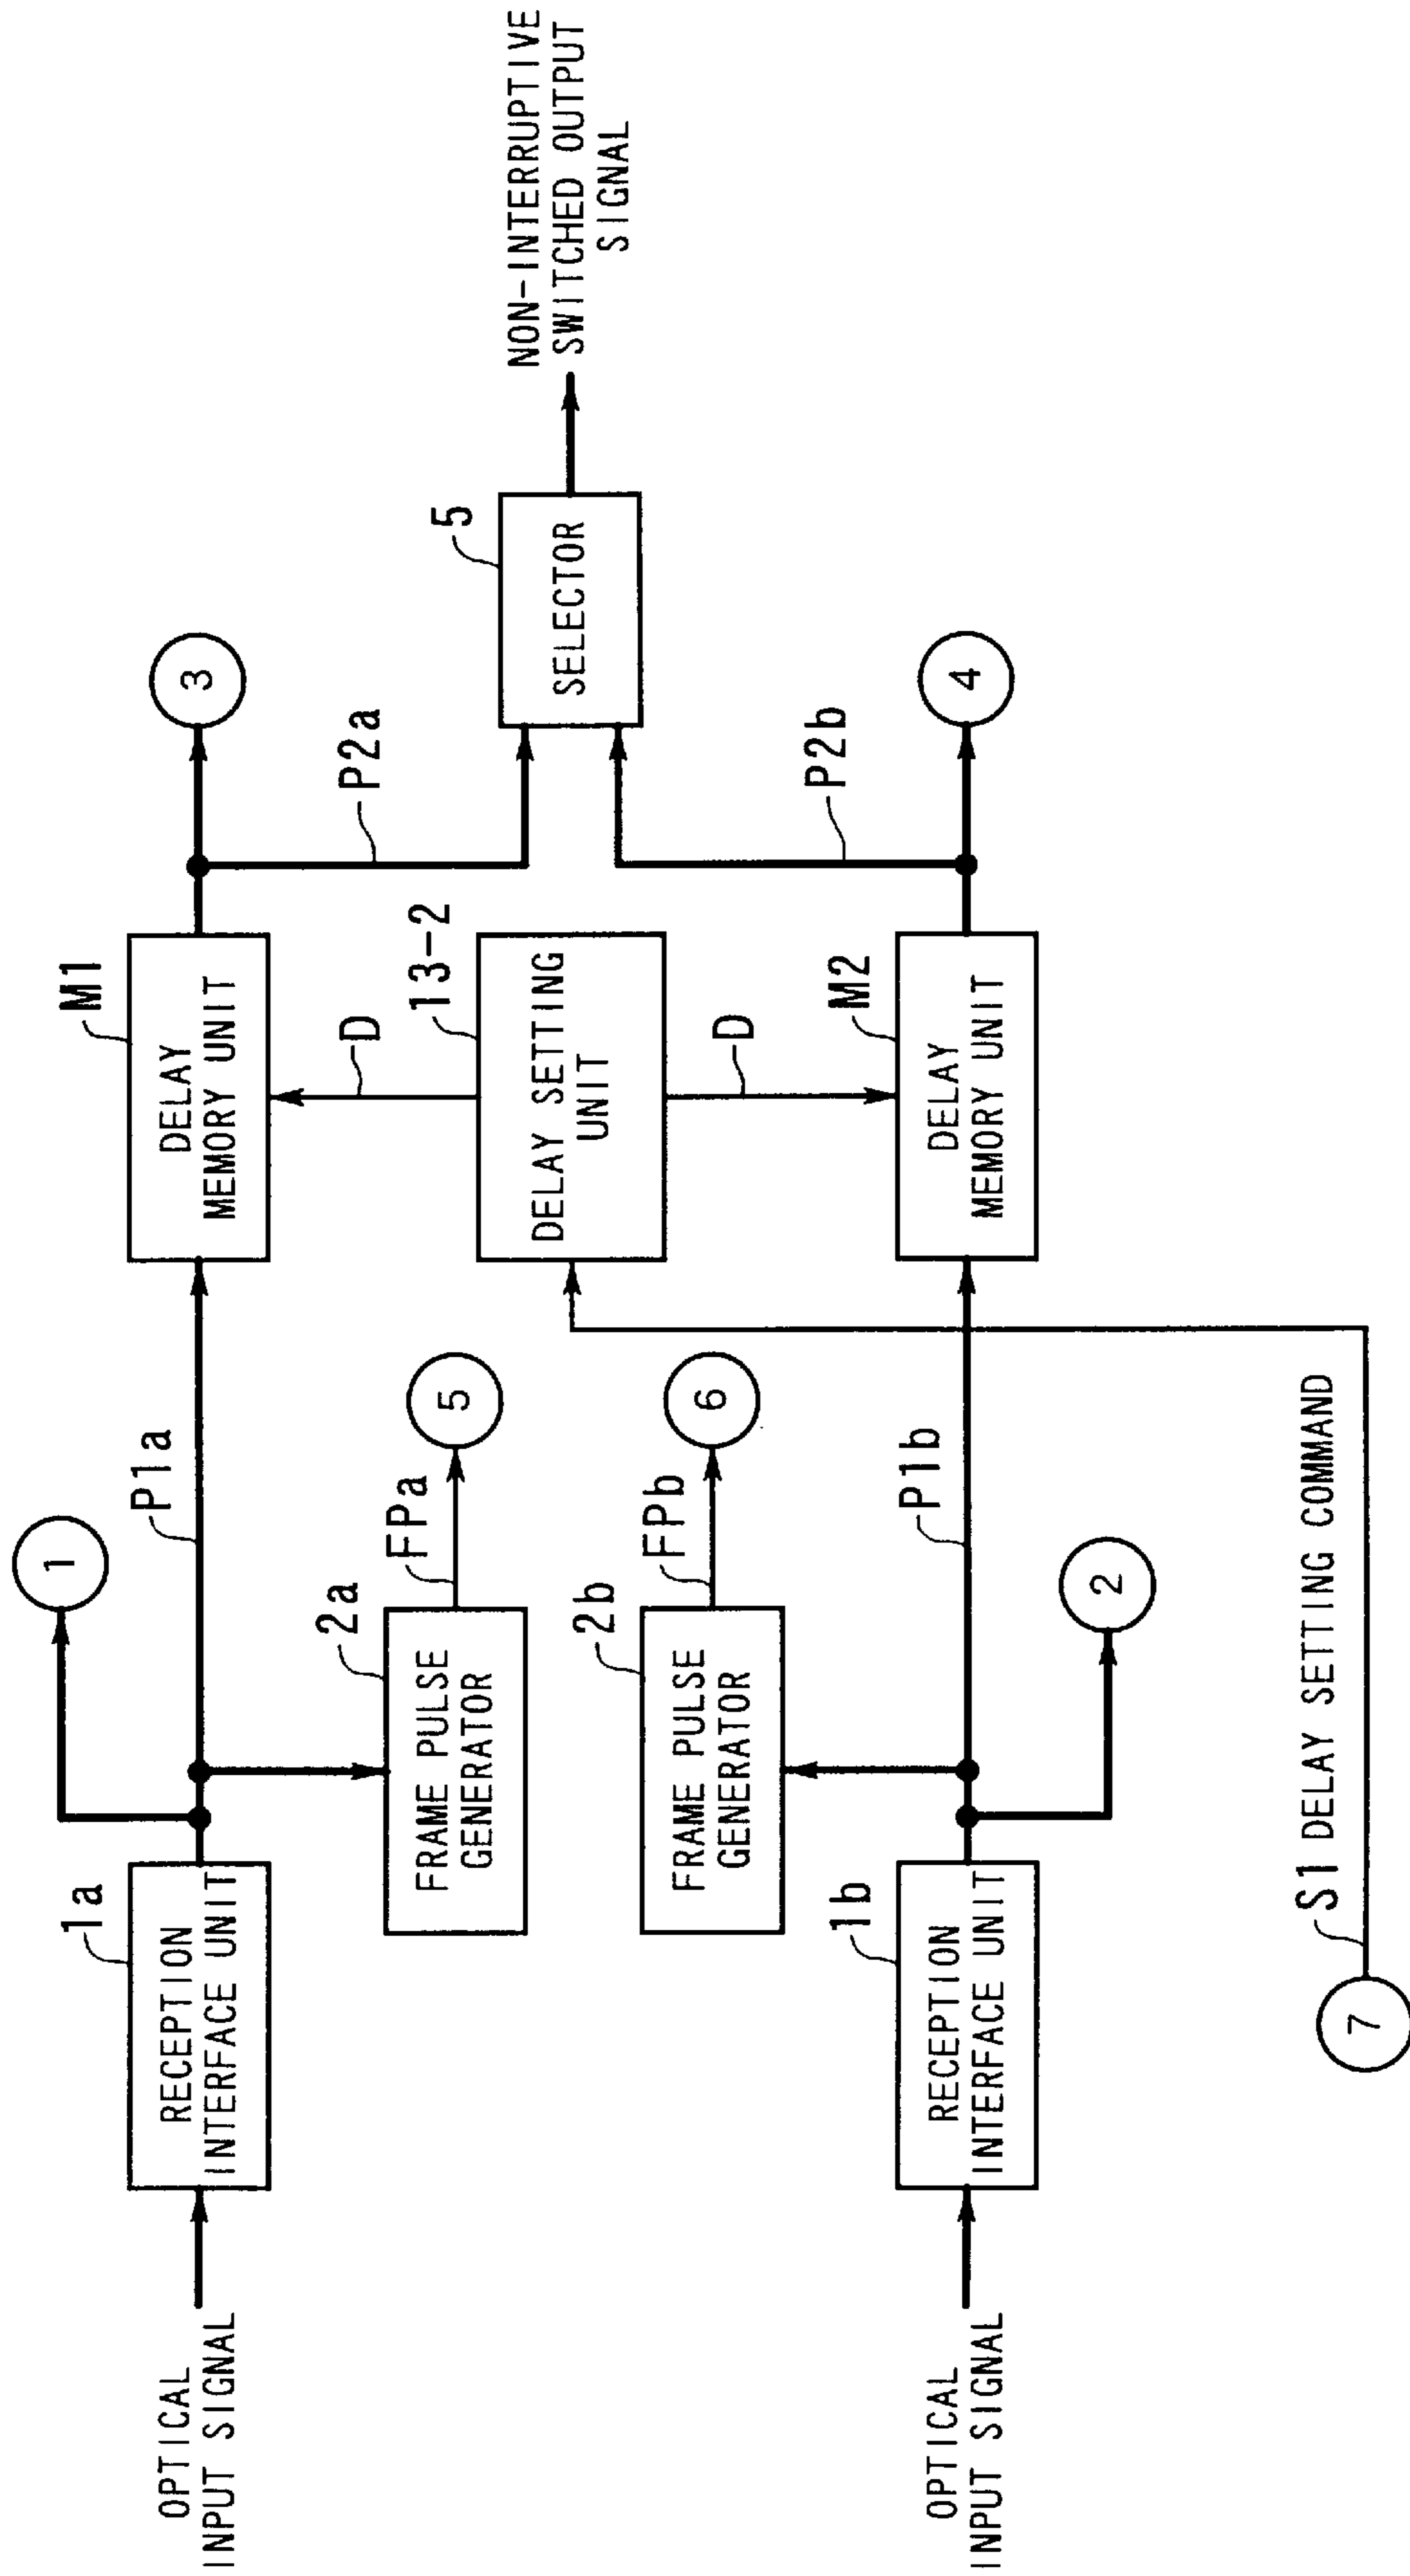 OPTICAL
INPUT SIGNAL
1a
RECEPTION
INTERFACE UNIT
1
P1a
2a
FRAME PULSE
GENERATOR
FPa
5
M1
DELAY
MEMORY UNIT
3
P2a
D
13-2
DELAY SETTING
UNIT
D
5
SELECTOR
NON-INTERRUPTIVE
SWITCHED OUTPUT
SIGNAL
2b
FRAME PULSE
GENERATOR
FPb
6
OPTICAL
INPUT SIGNAL
1b
RECEPTION
INTERFACE UNIT
2
P1b
M2
DELAY
MEMORY UNIT
P2b
4
7
S1 DELAY SETTING COMMAND